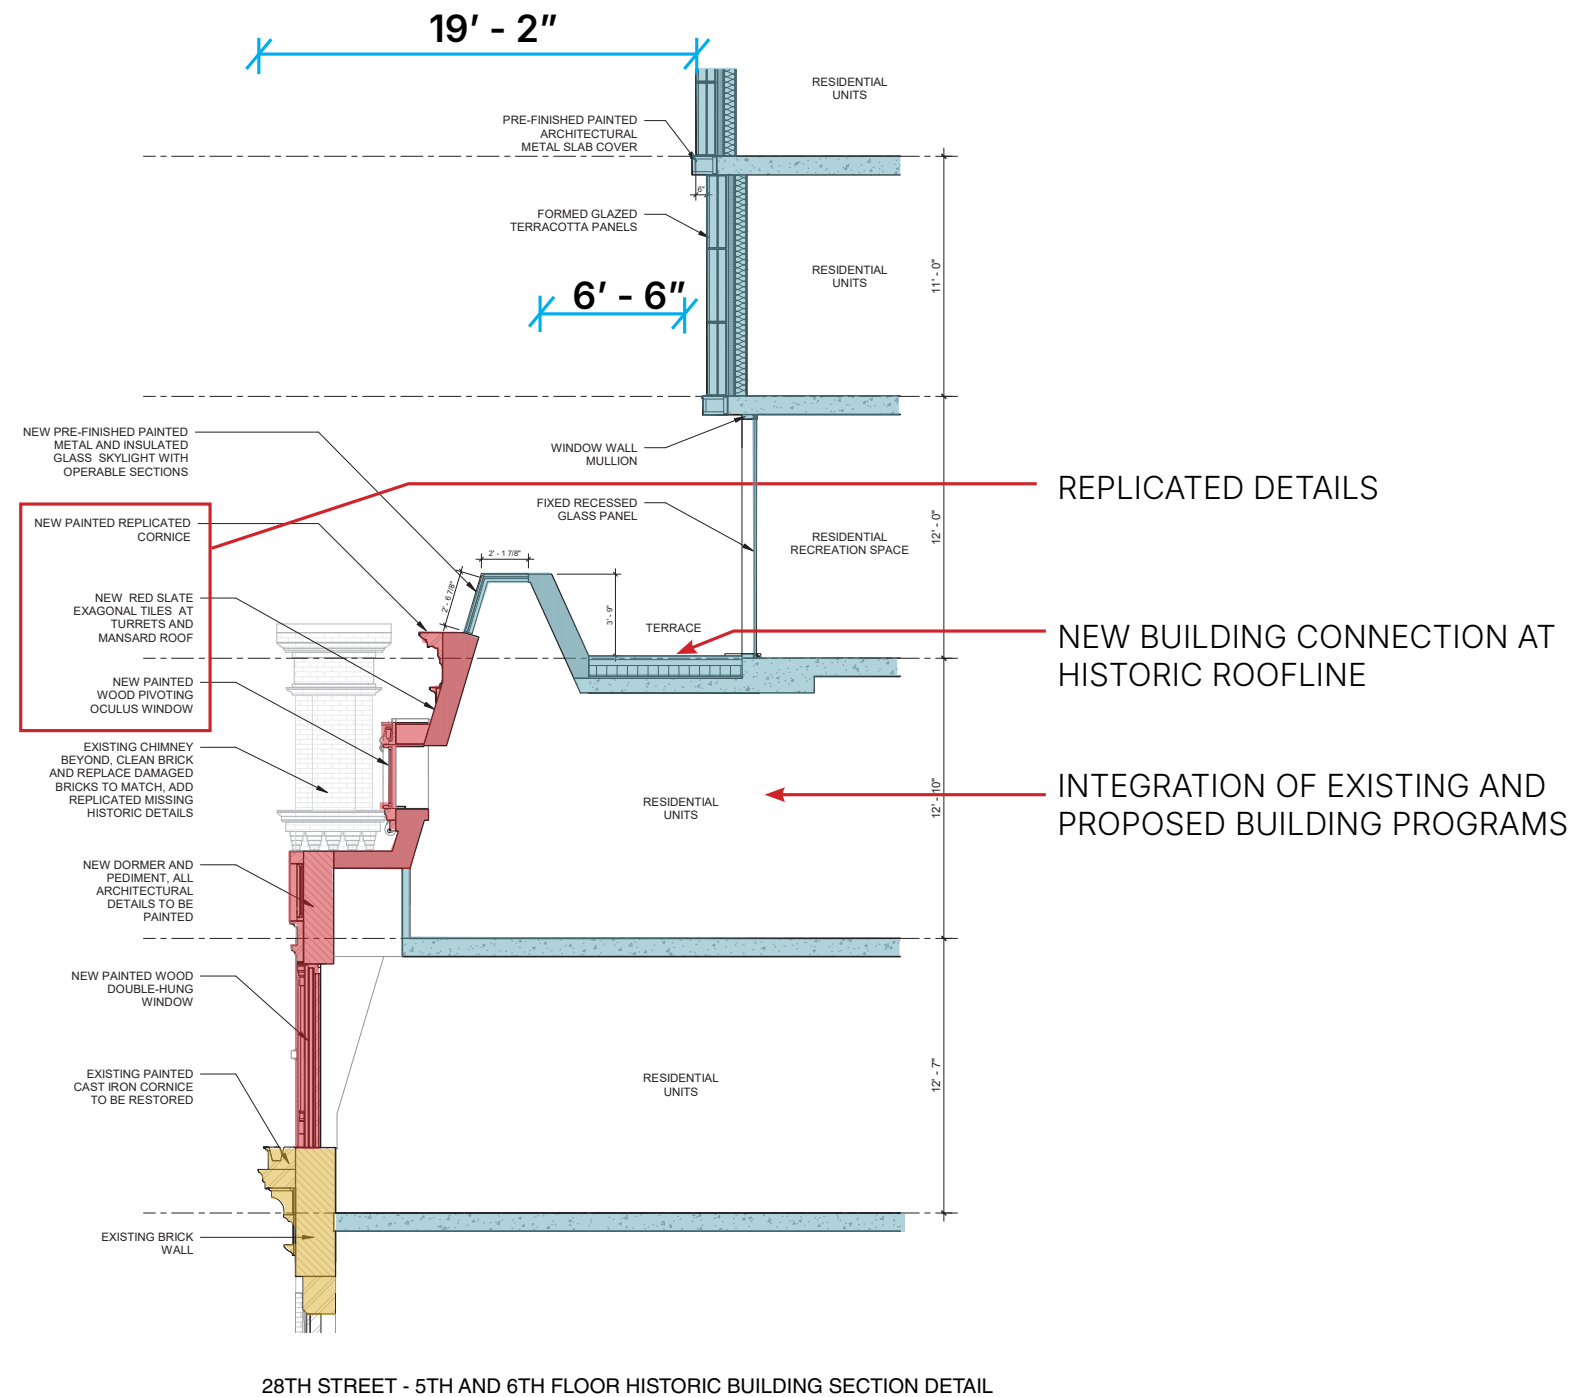 19' - 2"
RESIDENTIAL
UNITS
PRE-FINISHED PAINTED
ARCHITECTURAL
METAL SLAB COVER
6"
FORMED GLAZED
TERRACOTTA PANELS
RESIDENTIAL
UNITS
11' - 0"
6' - 6"
NEW PRE-FINISHED PAINTED
METAL AND INSULATED
GLASS SKYLIGHT WITH
OPERABLE SECTIONS
WINDOW WALL
MULLION
REPLICATED DETAILS
FIXED RECESSED
GLASS PANEL
NEW PAINTED REPLICATED
CORNICE
12' - 0"
RESIDENTIAL
RECREATION SPACE
2' - 1 7/8"
2' - 6 7/8"
3' - 9"
NEW RED SLATE
EXAGONAL TILES AT
TURRETS AND
MANSARD ROOF
TERRACE
NEW BUILDING CONNECTION AT
HISTORIC ROOFLINE
NEW PAINTED
WOOD PIVOTING
OCULUS WINDOW
EXISTING CHIMNEY
BEYOND, CLEAN BRICK
AND REPLACE DAMAGED
BRICKS TO MATCH, ADD
REPLICATED MISSING
HISTORIC DETAILS
RESIDENTIAL
UNITS
12' - 10"
INTEGRATION OF EXISTING AND
PROPOSED BUILDING PROGRAMS
NEW DORMER AND
PEDIMENT, ALL
ARCHITECTURAL
DETAILS TO BE
PAINTED
NEW PAINTED WOOD
DOUBLE-HUNG
WINDOW
EXISTING PAINTED
CAST IRON CORNICE
TO BE RESTORED
RESIDENTIAL
UNITS
12' - 7"
EXISTING BRICK
WALL
28TH STREET - 5TH AND 6TH FLOOR HISTORIC BUILDING SECTION DETAIL